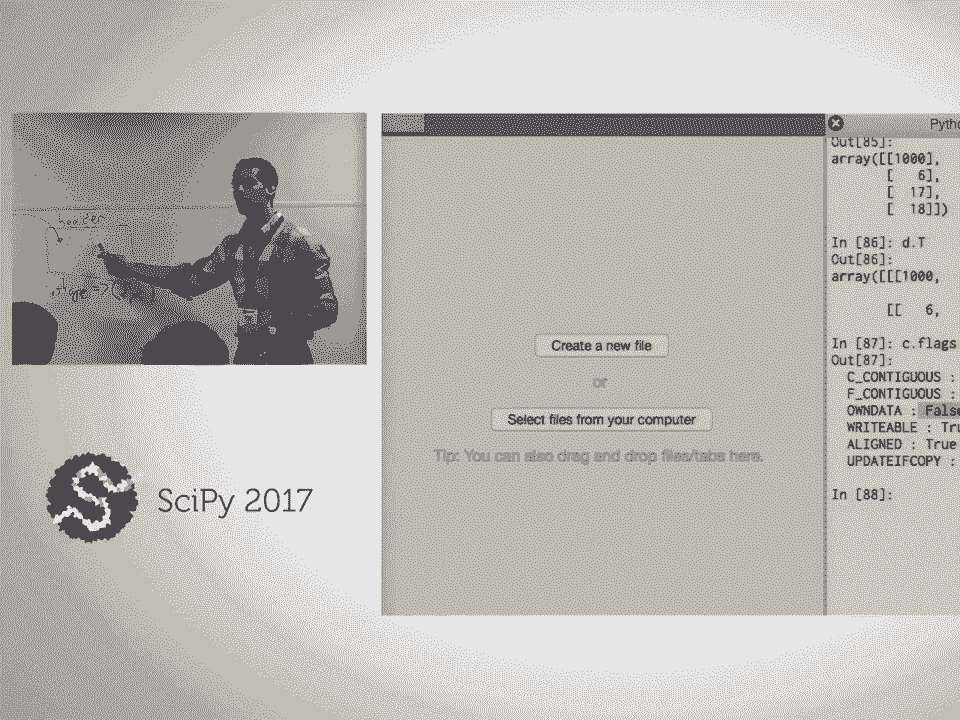 header
SciPy 2017
Create a new file
or
Select files from your computer
Tip: You can also drag and drop files/tabs here.
Pytho
Out[85]:
array([[1000],
[ 6],
[ 17],
[ 18]])
In [86]: d.T
Out[86]:
array([[[1000,
[[ 6,
In [87]: c.flags
Out[87]:
C_CONTIGUOUS :
F_CONTIGUOUS :
OWNDATA : False
WRITEABLE : Tru
ALIGNED : True
UPDATEIFCOPY :
In [88]: